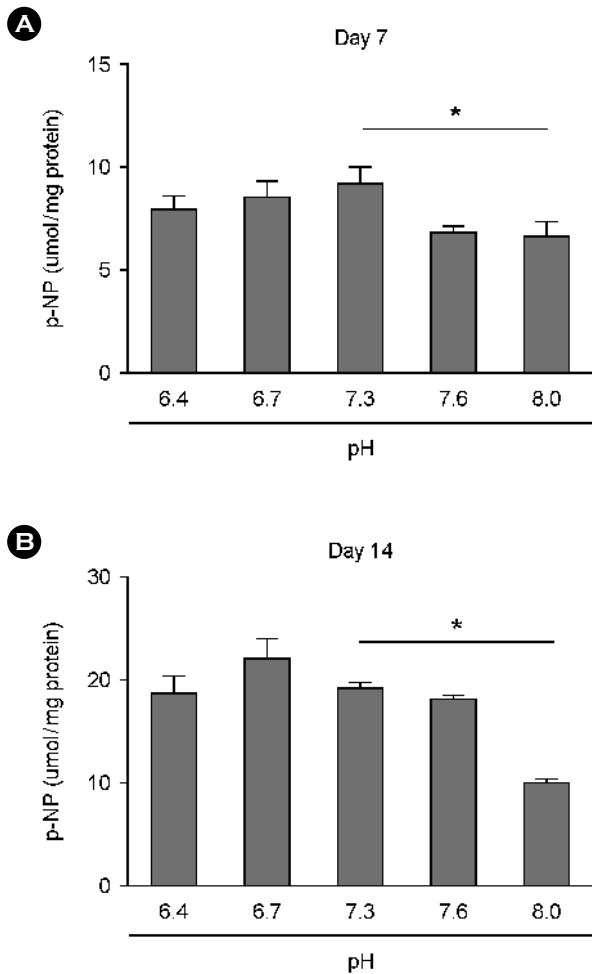 A
Day 7
15
10
5
0
p-NP (umol/mg protein)
*
6.4 6.7 7.3 7.6 8.0
pH
B
Day 14
30
20
10
0
p-NP (umol/mg protein)
*
6.4 6.7 7.3 7.6 8.0
pH